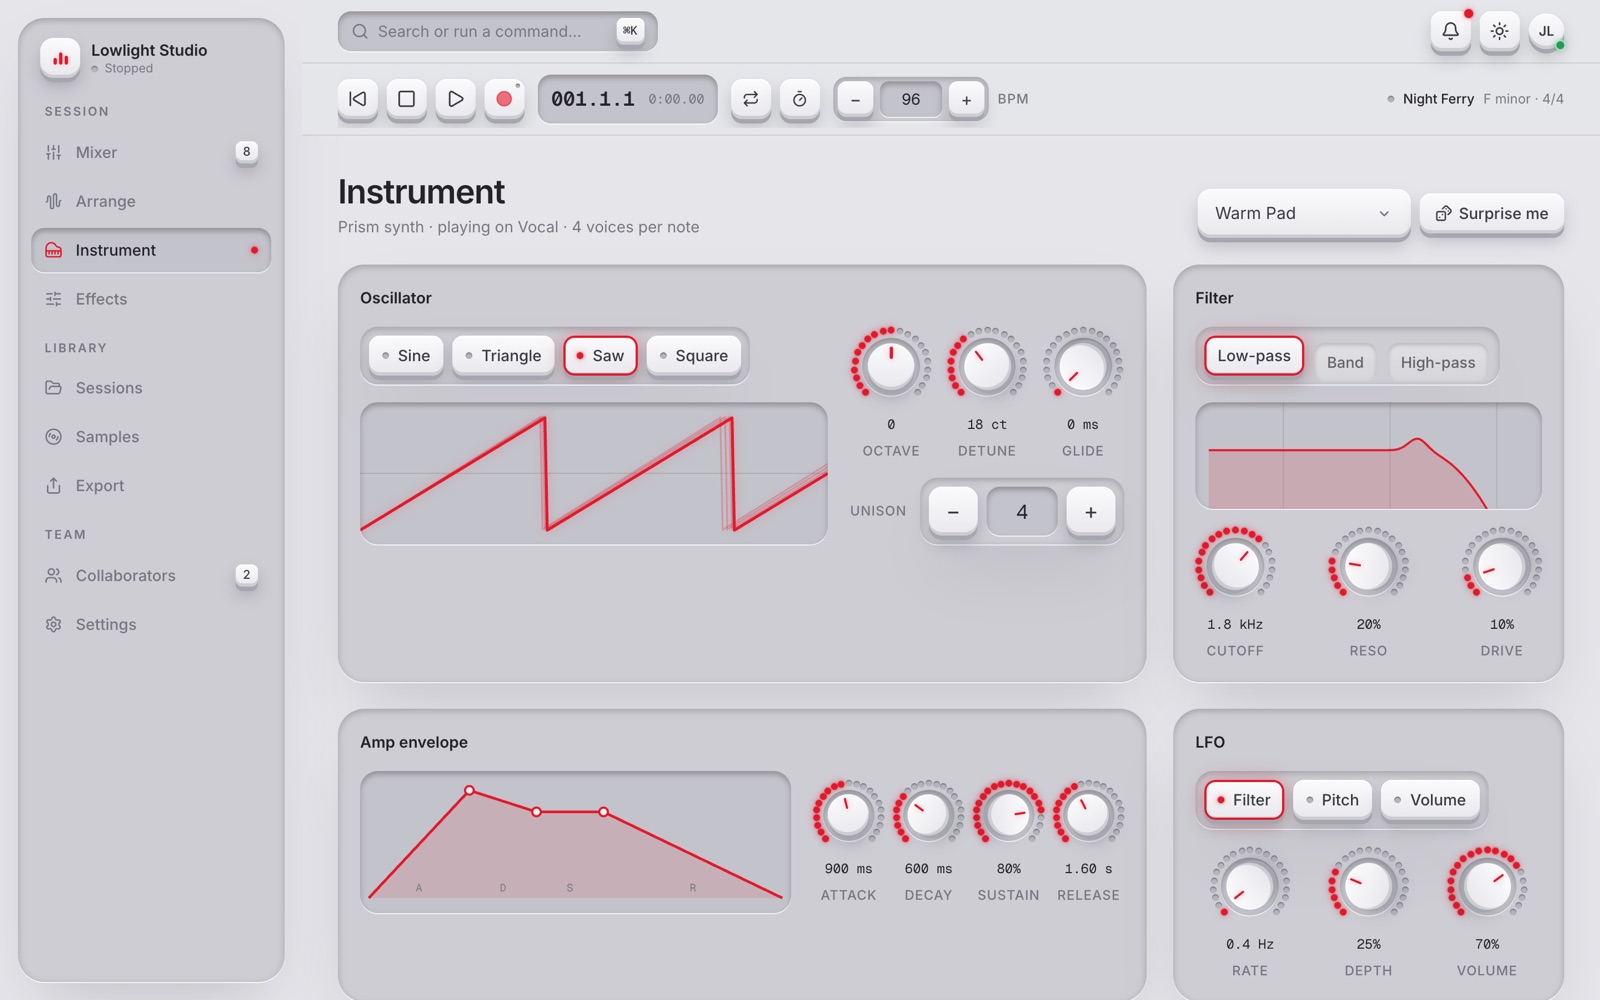 Lowlight Studio
Stopped
SESSION
Mixer 8
Arrange
Instrument
Effects
LIBRARY
Sessions
Samples
Export
TEAM
Collaborators 2
Settings
Search or run a command... ⌘K
JL
001.1.1 0:00.00
− 96 + BPM
Night Ferry F minor · 4/4
Instrument
Prism synth · playing on Vocal · 4 voices per note
Warm Pad
Surprise me
Oscillator
Sine Triangle Saw Square
0 18 ct 0 ms
OCTAVE DETUNE GLIDE
UNISON − 4 +
Filter
Low-pass Band High-pass
1.8 kHz 20% 10%
CUTOFF RESO DRIVE
Amp envelope
A D S R
900 ms 600 ms 80% 1.60 s
ATTACK DECAY SUSTAIN RELEASE
LFO
Filter Pitch Volume
0.4 Hz 25% 70%
RATE DEPTH VOLUME